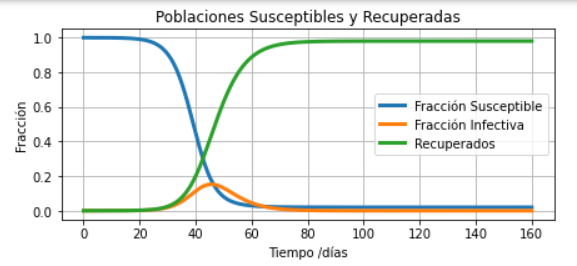 Poblaciones Susceptibles y Recuperadas
Fracción
1.0
0.8
0.6
0.4
0.2
0.0
Fracción Susceptible
Fracción Infectiva
Recuperados
0 20 40 60 80 100 120 140 160
Tiempo /días